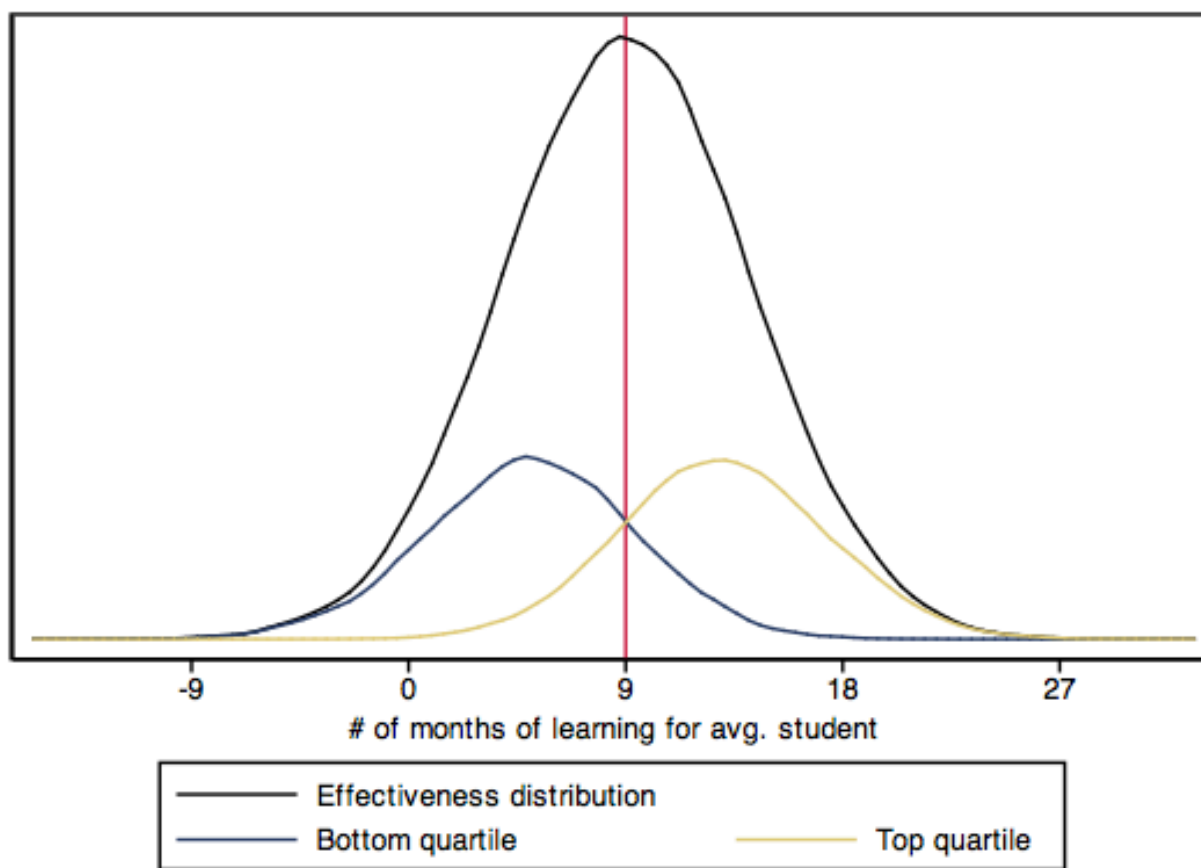 -9 0 9 18 27
# of months of learning for avg. student
Effectiveness distribution
Bottom quartile Top quartile